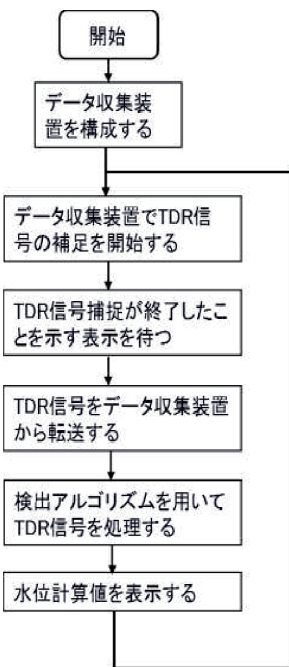 開始
データ収集装
置を構成する
データ収集装置でTDR信
号の補足を開始する
TDR信号捕捉が終了したこ
とを示す表示を待つ
TDR信号をデータ収集装置
から転送する
検出アルゴリズムを用いて
TDR信号を処理する
水位計算値を表示する